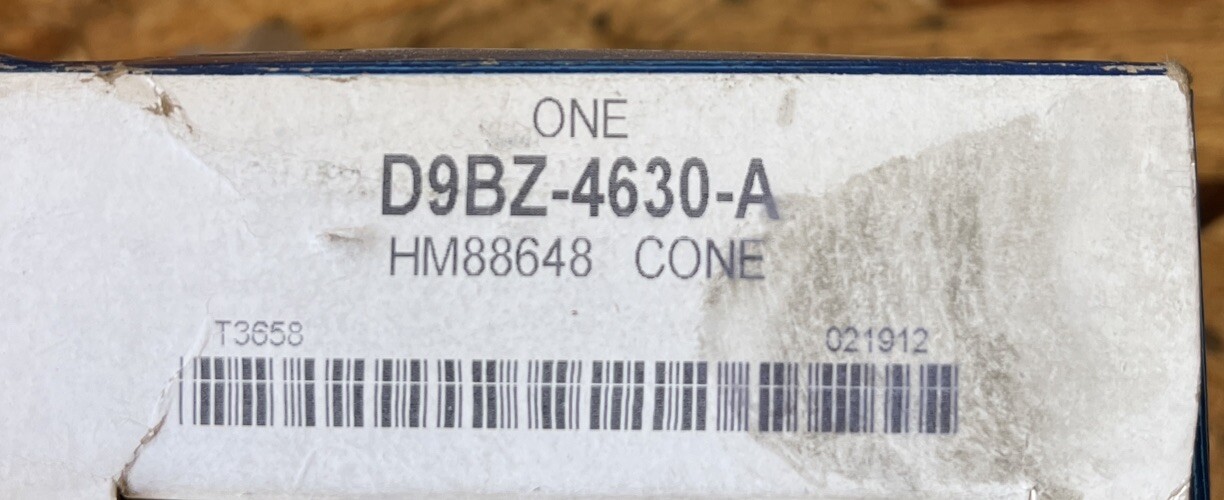 ONE
D9BZ-4630-A
HM88648 CONE
T3658 021912